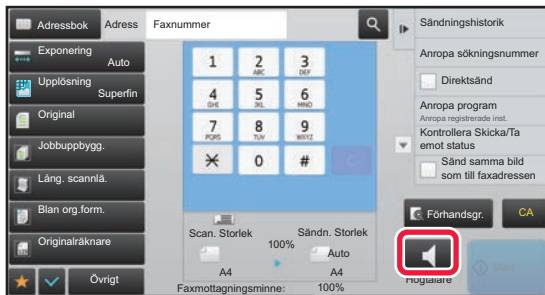 Adressbok
Adress
Faxnummer
Exponering
Auto
Upplösning
Superfin
Original
Jobbuppbygg.
Lång. scannlä.
Blan org.form.
Originalräknare
Övrigt
1
2
ABC
3
DEF
4
GHI
5
JKL
6
MNO
7
PQRS
8
TUV
9
WXYZ
0
#
C
Scan. Storlek
100%
Sändn. Storlek
Auto
A4
A4
Faxmottagningsminne:
100%
Sändningshistorik
Anropa sökningsnummer
Direktsänd
Anropa program
Anropa registrerade inst.
Kontrollera Skicka/Ta
emot status
Sänd samma bild
som till faxadressen
Förhandsgr.
CA
Högtalare
Start